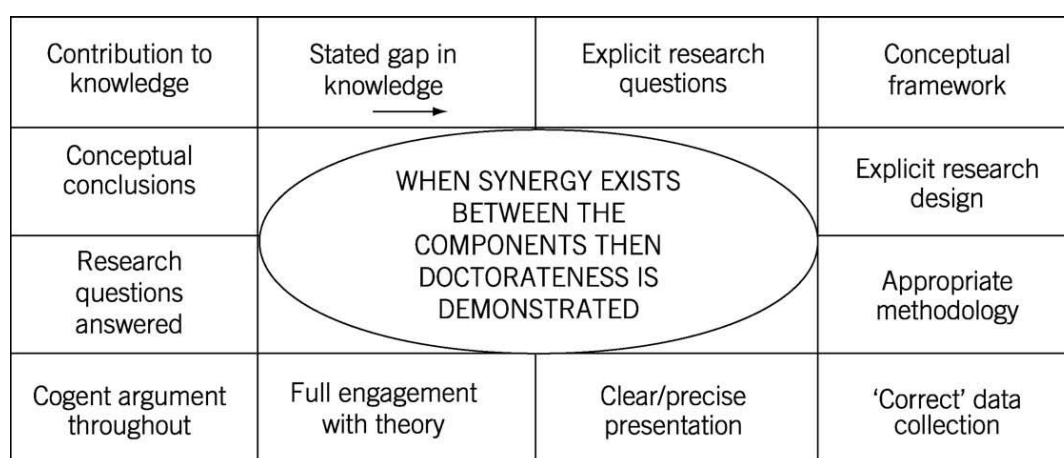 Contribution to
knowledge
Stated gap in
knowledge
Explicit research
questions
Conceptual
framework
Conceptual
conclusions
WHEN SYNERGY EXISTS
BETWEEN THE
COMPONENTS THEN
DOCTORATENESS IS
DEMONSTRATED
Explicit research
design
Research
questions
answered
Appropriate
methodology
Cogent argument
throughout
Full engagement
with theory
Clear/precise
presentation
‘Correct’ data
collection